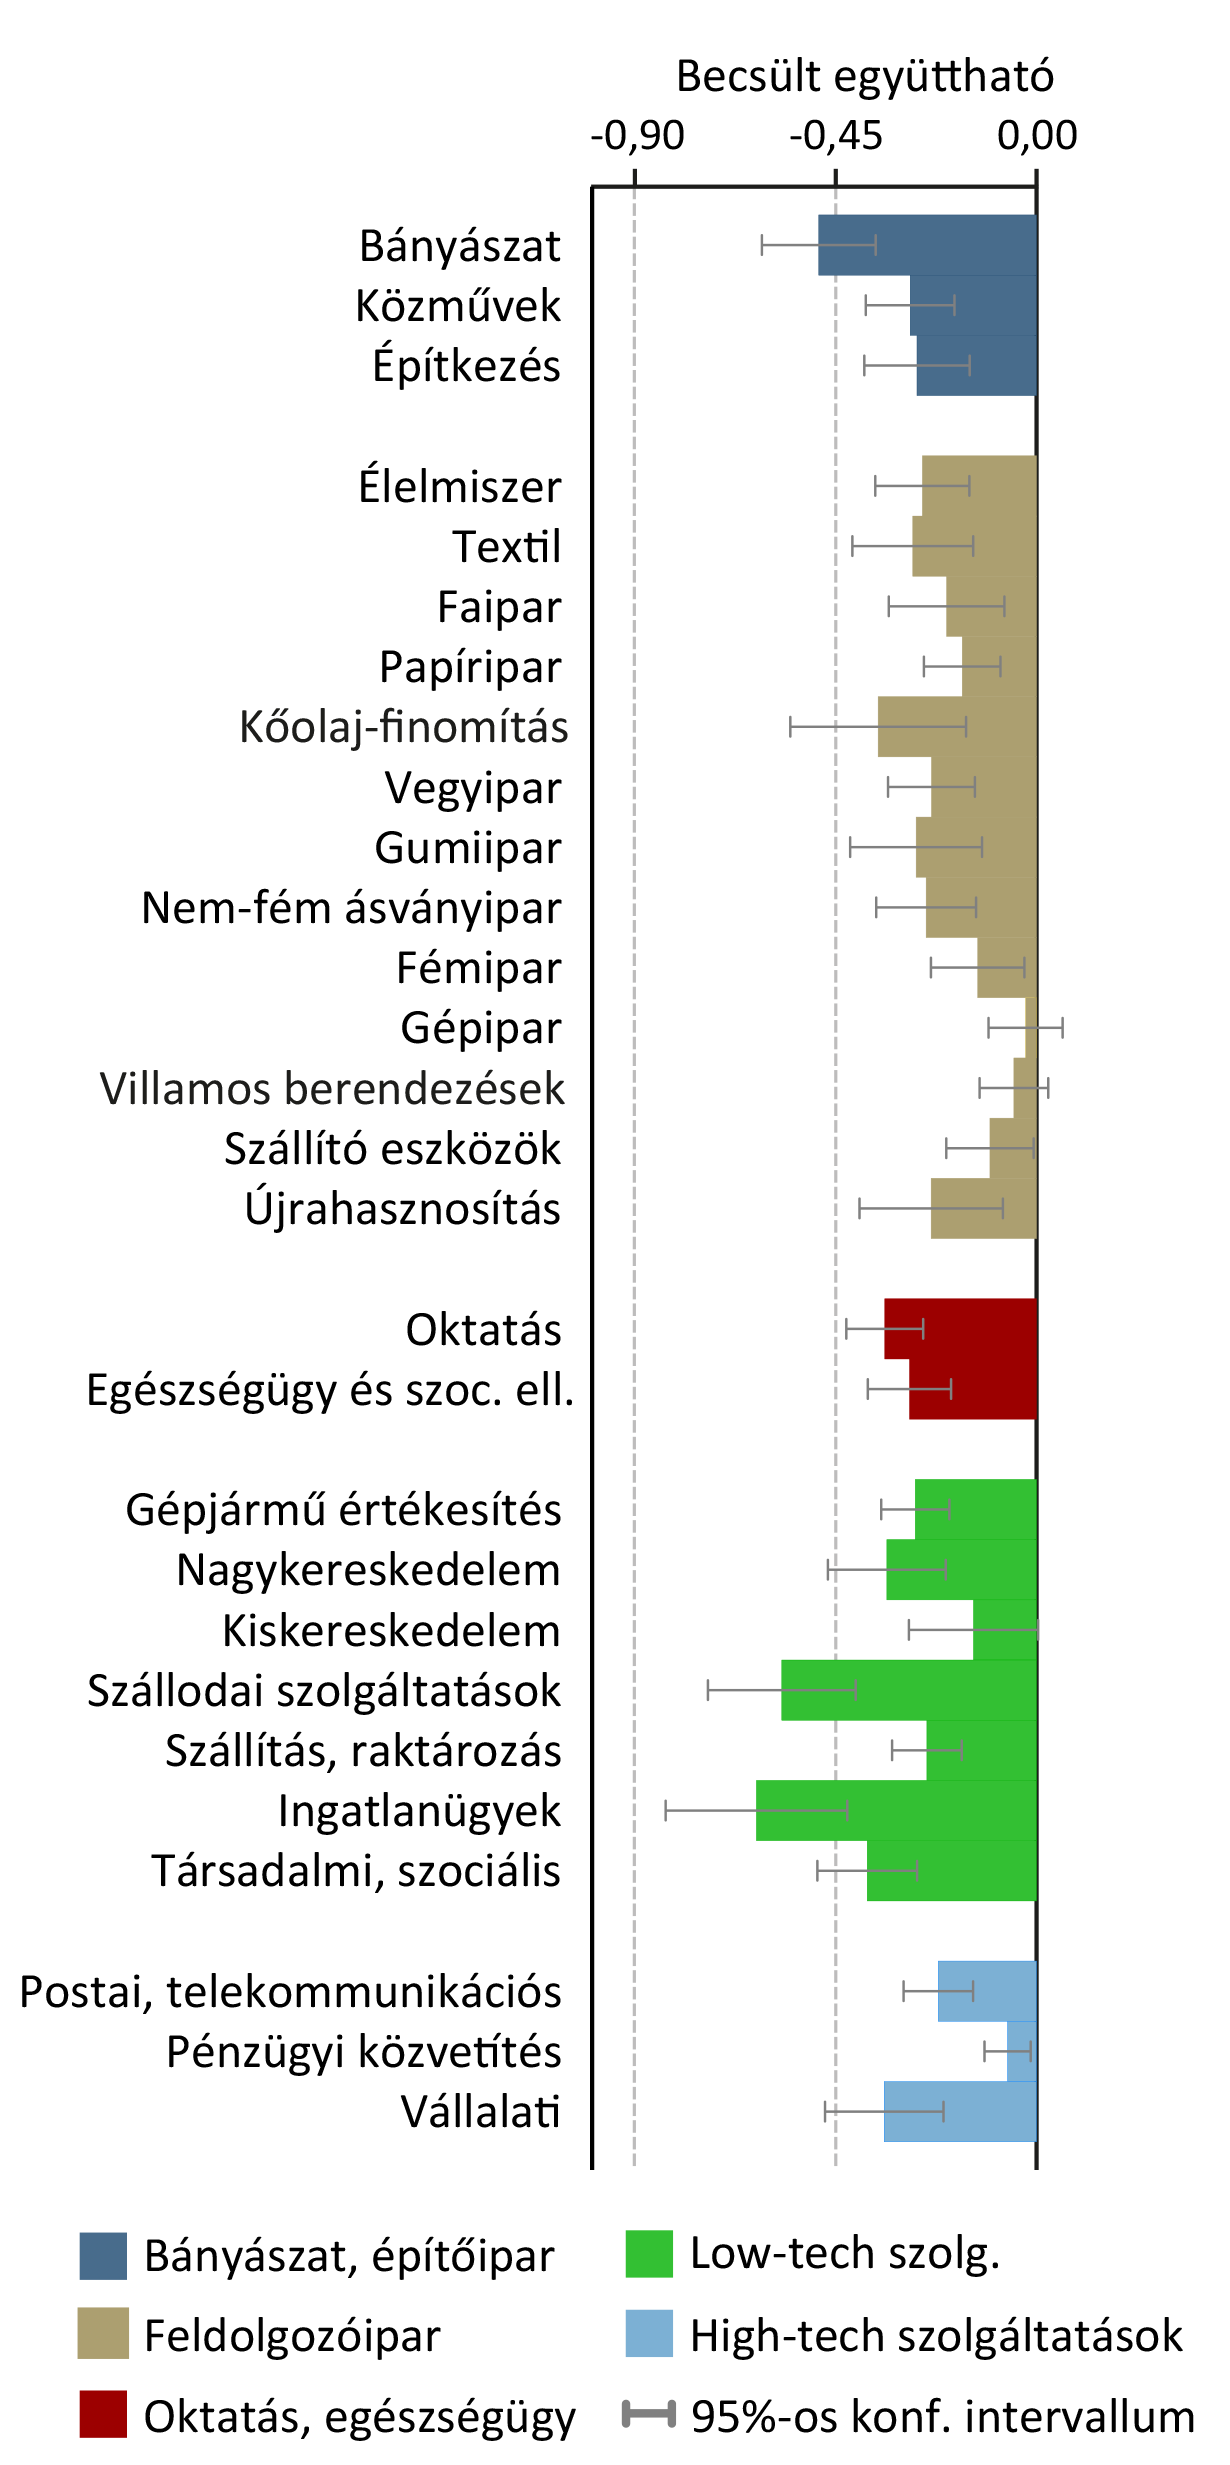 Becsült együttható
-0,90 -0,45 0,00
Bányászat
Közművek
Építkezés
Élelmiszer
Textil
Faipar
Papíripar
Kőolaj-finomítás
Vegyipar
Gumiipar
Nem-fém ásványipar
Fémipar
Gépipar
Villamos berendezések
Szállító eszközök
Újrahasznosítás
Oktatás
Egészségügy és szoc. ell.
Gépjármű értékesítés
Nagykereskedelem
Kiskereskedelem
Szállodai szolgáltatások
Szállítás, raktározás
Ingatlanügyek
Társadalmi, szociális
Postai, telekommunikációs
Pénzügyi közvetítés
Vállalati
Bányászat, építőipar
Low-tech szolg.
Feldolgozóipar
High-tech szolgáltatások
Oktatás, egészségügy
95%-os konf. intervallum